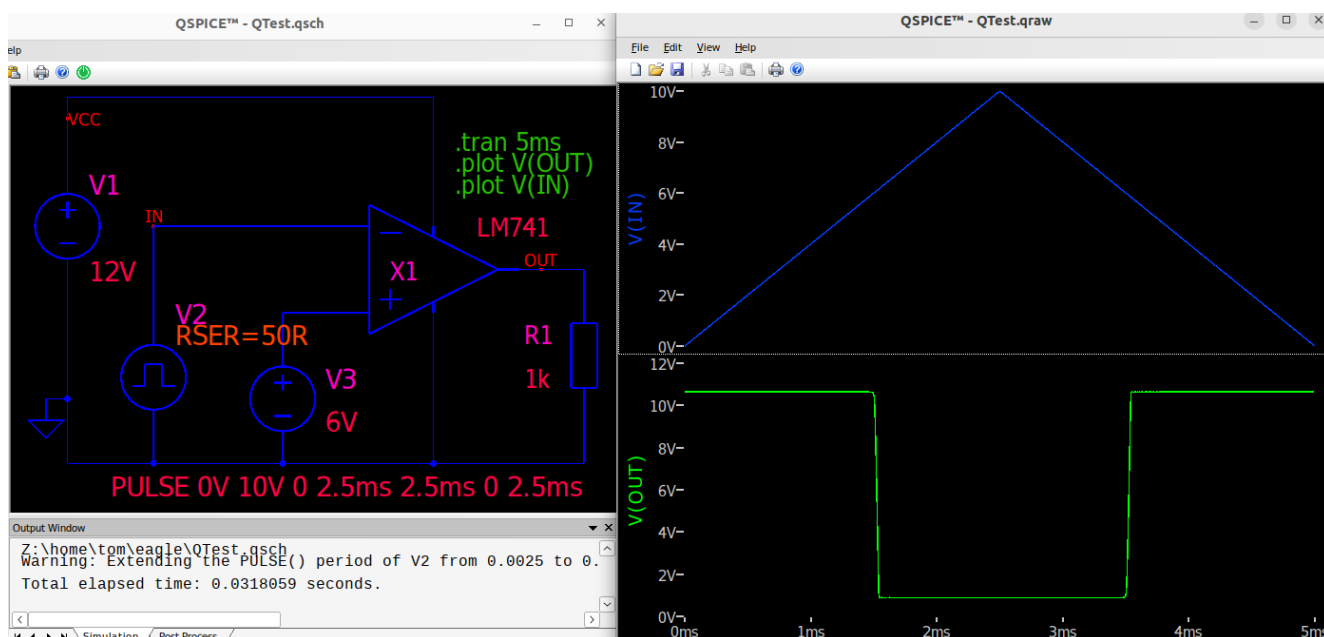 QSPICE™ - QTest.qsch
elp
VCC
.tran 5ms
.plot V(OUT)
.plot V(IN)
V1
IN
LM741
12V
X1
OUT
V2
RSER=50R
R1
V3
1k
6V
PULSE 0V 10V 0 2.5ms 2.5ms 0 2.5ms
Output Window
Z:\home\tom\eagle\QTest.qsch
Warning: Extending the PULSE() period of V2 from 0.0025 to 0.
Total elapsed time: 0.0318059 seconds.
Simulation
Post Process
QSPICE™ - QTest.qraw
File Edit View Help
10V
8V
6V
4V
2V
0V
V(IN)
12V
10V
8V
6V
4V
2V
0V
V(OUT)
0ms 1ms 2ms 3ms 4ms 5ms